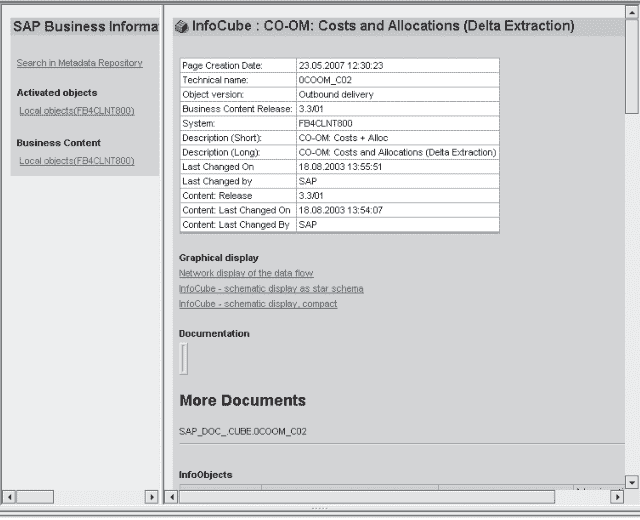 SAP Business Informa
Search in Metadata Repository
Activated objects
Local objects(FB4CLNT800)
Business Content
Local objects(FB4CLNT800)
InfoCube : CO-OM: Costs and Allocations (Delta Extraction)
Page Creation Date: 23.05.2007 12:30:23
Technical name: 0COOM_C02
Object version: Outbound delivery
Business Content Release: 3.3/01
System: FB4CLNT800
Description (Short): CO-OM: Costs + Alloc
Description (Long): CO-OM: Costs and Allocations (Delta Extraction)
Last Changed On 18.08.2003 13:55:51
Last Changed by SAP
Content: Release 3.3/01
Content: Last Changed On 18.08.2003 13:54:07
Content: Last Changed By SAP
Graphical display
Network display of the data flow
InfoCube - schematic display as star schema
InfoCube - schematic display, compact
Documentation
More Documents
SAP_DOC_.CUBE.0COOM_C02
InfoObjects